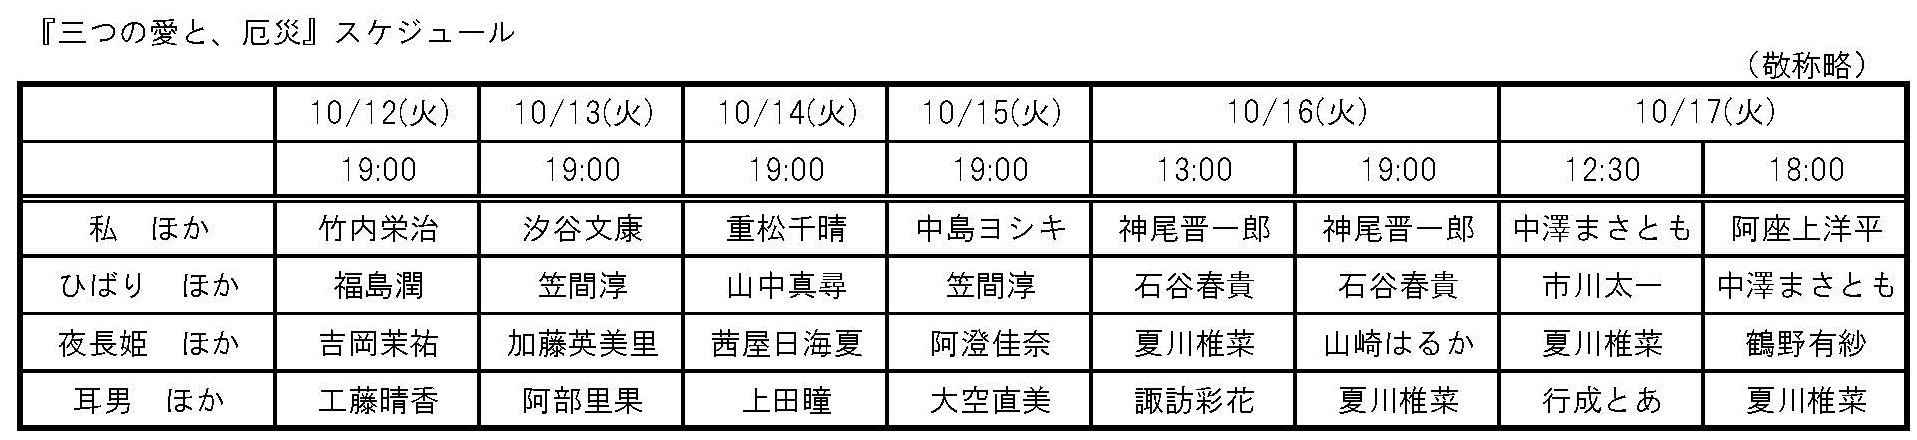 『三つの愛と、厄災』スケジュール
（敬称略）
10/12(火) 10/13(火) 10/14(火) 10/15(火) 10/16(火) 10/17(火)
19:00 19:00 19:00 19:00 13:00 19:00 12:30 18:00
私　ほか 竹内栄治 汐谷文康 重松千晴 中島ヨシキ 神尾晋一郎 神尾晋一郎 中澤まさとも 阿座上洋平
ひばり　ほか 福島潤 笠間淳 山中真尋 笠間淳 石谷春貴 石谷春貴 市川太一 中澤まさとも
夜長姫　ほか 吉岡茉祐 加藤英美里 茜屋日海夏 阿澄佳奈 夏川椎菜 山崎はるか 夏川椎菜 鶴野有紗
耳男　ほか 工藤晴香 阿部里果 上田瞳 大空直美 諏訪彩花 夏川椎菜 行成とあ 夏川椎菜